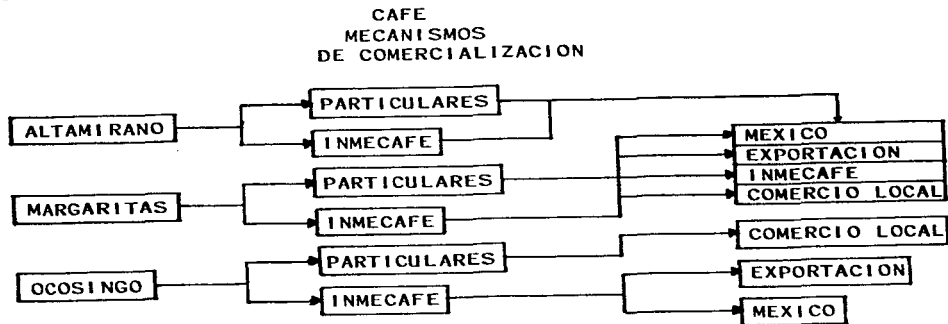 CAFE
MECANISMOS
DE COMERCIALIZACION
PARTICULARES
ALTAMIRANO
INMECAFE
MEXICO
EXPORTACION
PARTICULARES
INMECAFE
MARGARITAS
COMERCIO LOCAL
INMECAFE
PARTICULARES
COMERCIO LOCAL
OCOSINGO
EXPORTACION
INMECAFE
MEXICO